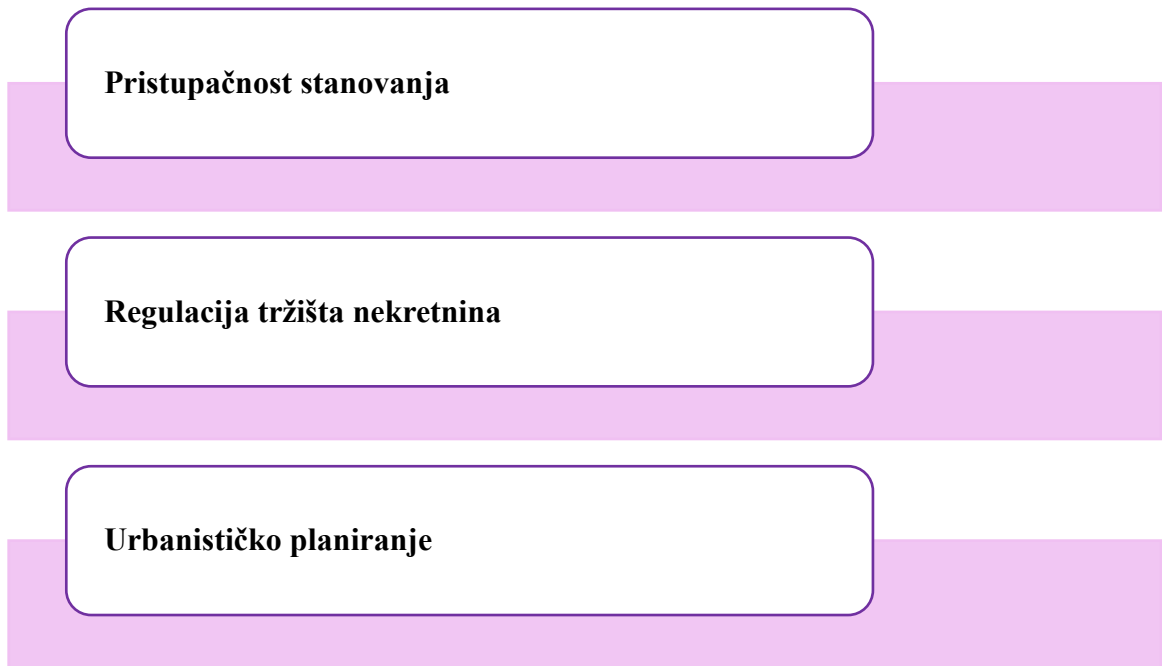 Pristupačnost stanovanja
Regulacija tržišta nekretnina
Urbanističko planiranje